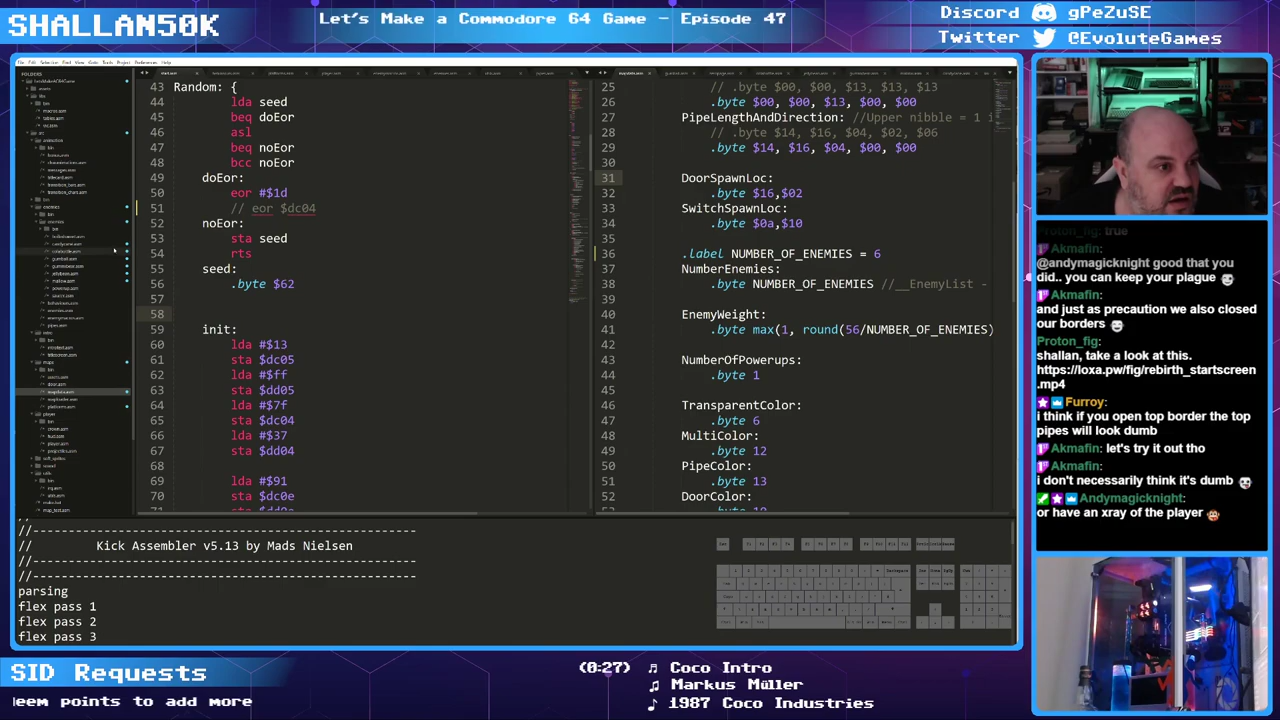 SHALLAN50K
Let's Make a Commodore 64 Game - Episode 47
Discord gPeZuSE
Twitter @EvoluteGames
FOLDERS
43 Random: {
44 lda seed
45 beq doEor
46 asl
47 beq noEor
48 bcc noEor
49 doEor:
50 eor #$1d
51 // eor $dc04
52 noEor:
53 sta seed
54 rts
55 seed:
56 .byte $62
57
58
59 init:
60 lda #$13
61 sta $dc05
62 lda #$ff
63 sta $dd05
64 lda #$7f
65 sta $dc04
66 lda #$37
67 sta $dd04
68
69 lda #$91
70 sta $dc0e
25 // .byte $00, $00, $13, $13, $13
26 .byte $00, $00, $13, $00, $00
27 PipeLengthAndDirection: //Upper nibble = 1 i
28 // .byte $14, $16, $04, $02, $06
29 .byte $14, $16, $04, $00, $00
30
31 DoorSpawnLoc:
32 .byte $16,$02
33 SwitchSpawnLoc:
34 .byte $0a,$10
35
36 .Label NUMBER_OF_ENEMIES = 6
37 NumberEnemies:
38 .byte NUMBER_OF_ENEMIES //__EnemyList -
39
40 EnemyWeight:
41 .byte max(1, round(56/NUMBER_OF_ENEMIES)
42
43 NumberOfPowerups:
44 .byte 1
45
46 TransparentColor:
47 .byte 6
48 MultiColor:
49 .byte 12
50 PipeColor:
51 .byte 13
52 DoorColor:
//------------------------------------------------------
// Kick Assembler v5.13 by Mads Nielsen
//------------------------------------------------------
//------------------------------------------------------
parsing
flex pass 1
flex pass 2
flex pass 3
Proton_fig: true
Akmafin:
@andymagicknight good that you
did.. you can keep your plague
Akmafin:
and just as precaution we also closed
our borders
Proton_fig:
shallan, take a look at this.
https://loxa.pw/fig/rebirth_startscreen
.mp4
Furroy:
i think if you open top border the top
pipes will look dumb
Akmafin: let's try it out tho
Akmafin:
i don't necessarily think it's dumb
Andymagicknight:
or have an xray of the player
SID Requests
eem points to add more
(0:27) Coco Intro
Markus Müller
1987 Coco Industries